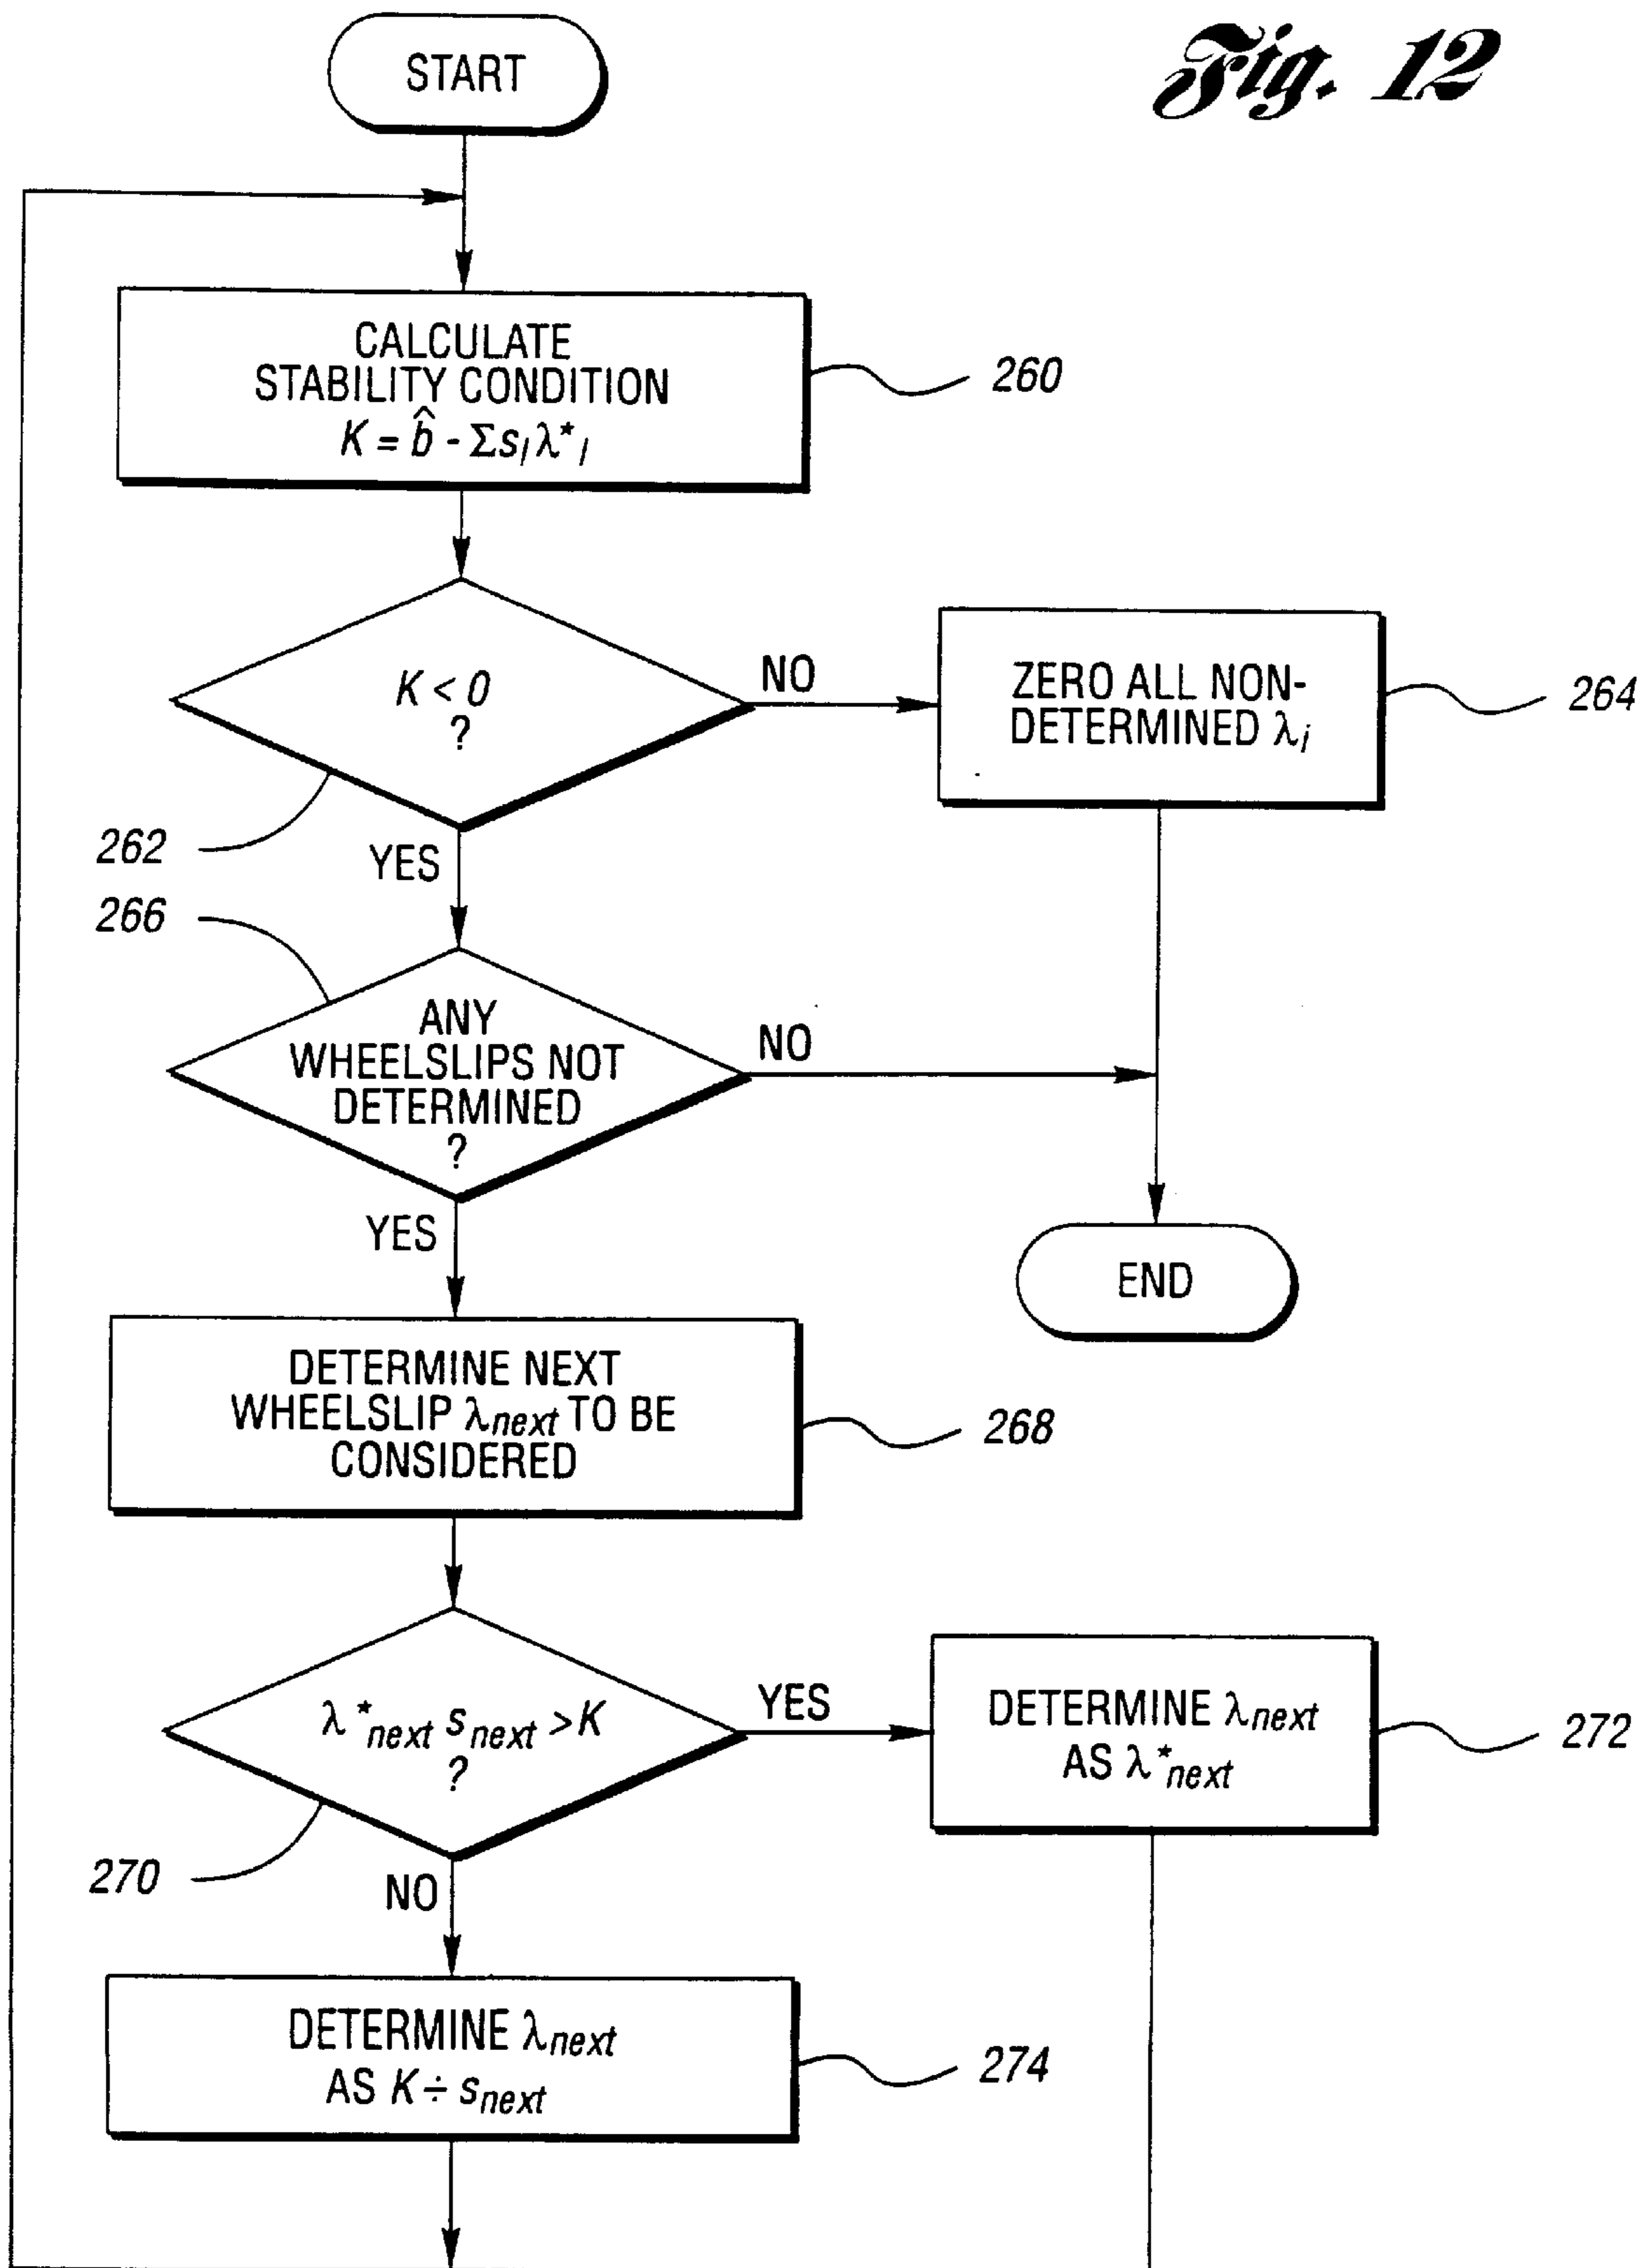 Fig. 12
START
CALCULATE
STABILITY CONDITION
K = b̂ - Σs_i λ*_i
260
K < 0
?
NO
ZERO ALL NON-
DETERMINED λ_i
264
262
YES
266
ANY
WHEELSLIPS NOT
DETERMINED
?
NO
YES
END
DETERMINE NEXT
WHEELSLIP λ_next TO BE
CONSIDERED
268
λ*_next s_next > K
?
YES
DETERMINE λ_next
AS λ*_next
272
270
NO
DETERMINE λ_next
AS K ÷ s_next
274